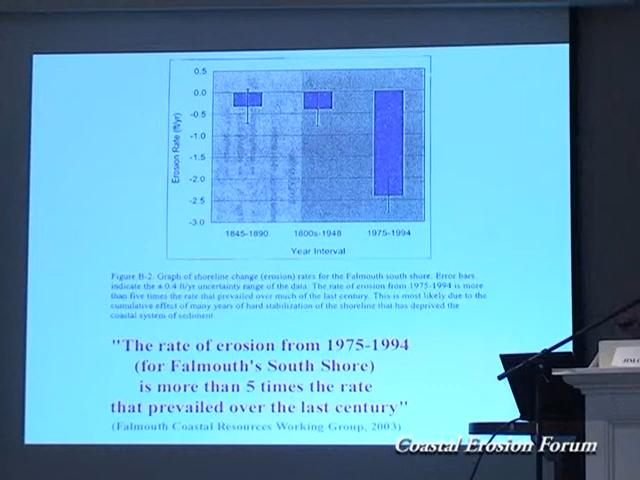 0.5
0.0
-0.5
-1.0
-1.5
-2.0
-2.5
-3.0
Erosion Rate (ft/yr)
1845-1890 1800s-1948 1975-1994
Year Interval
Figure B-2. Graph of shoreline change (erosion) rates for the Falmouth south shore. Error bars
indicate the ± 0.4 ft/yr uncertainty range of the data. The rate of erosion from 1975-1994 is more
than five times the rate that prevailed over much of the last century. This is most likely due to the
cumulative effect of many years of hard stabilization of the shoreline that has deprived the
coastal system of sediment.
"The rate of erosion from 1975-1994
(for Falmouth's South Shore)
is more than 5 times the rate
that prevailed over the last century"
(Falmouth Coastal Resources Working Group, 2003)
Coastal Erosion Forum